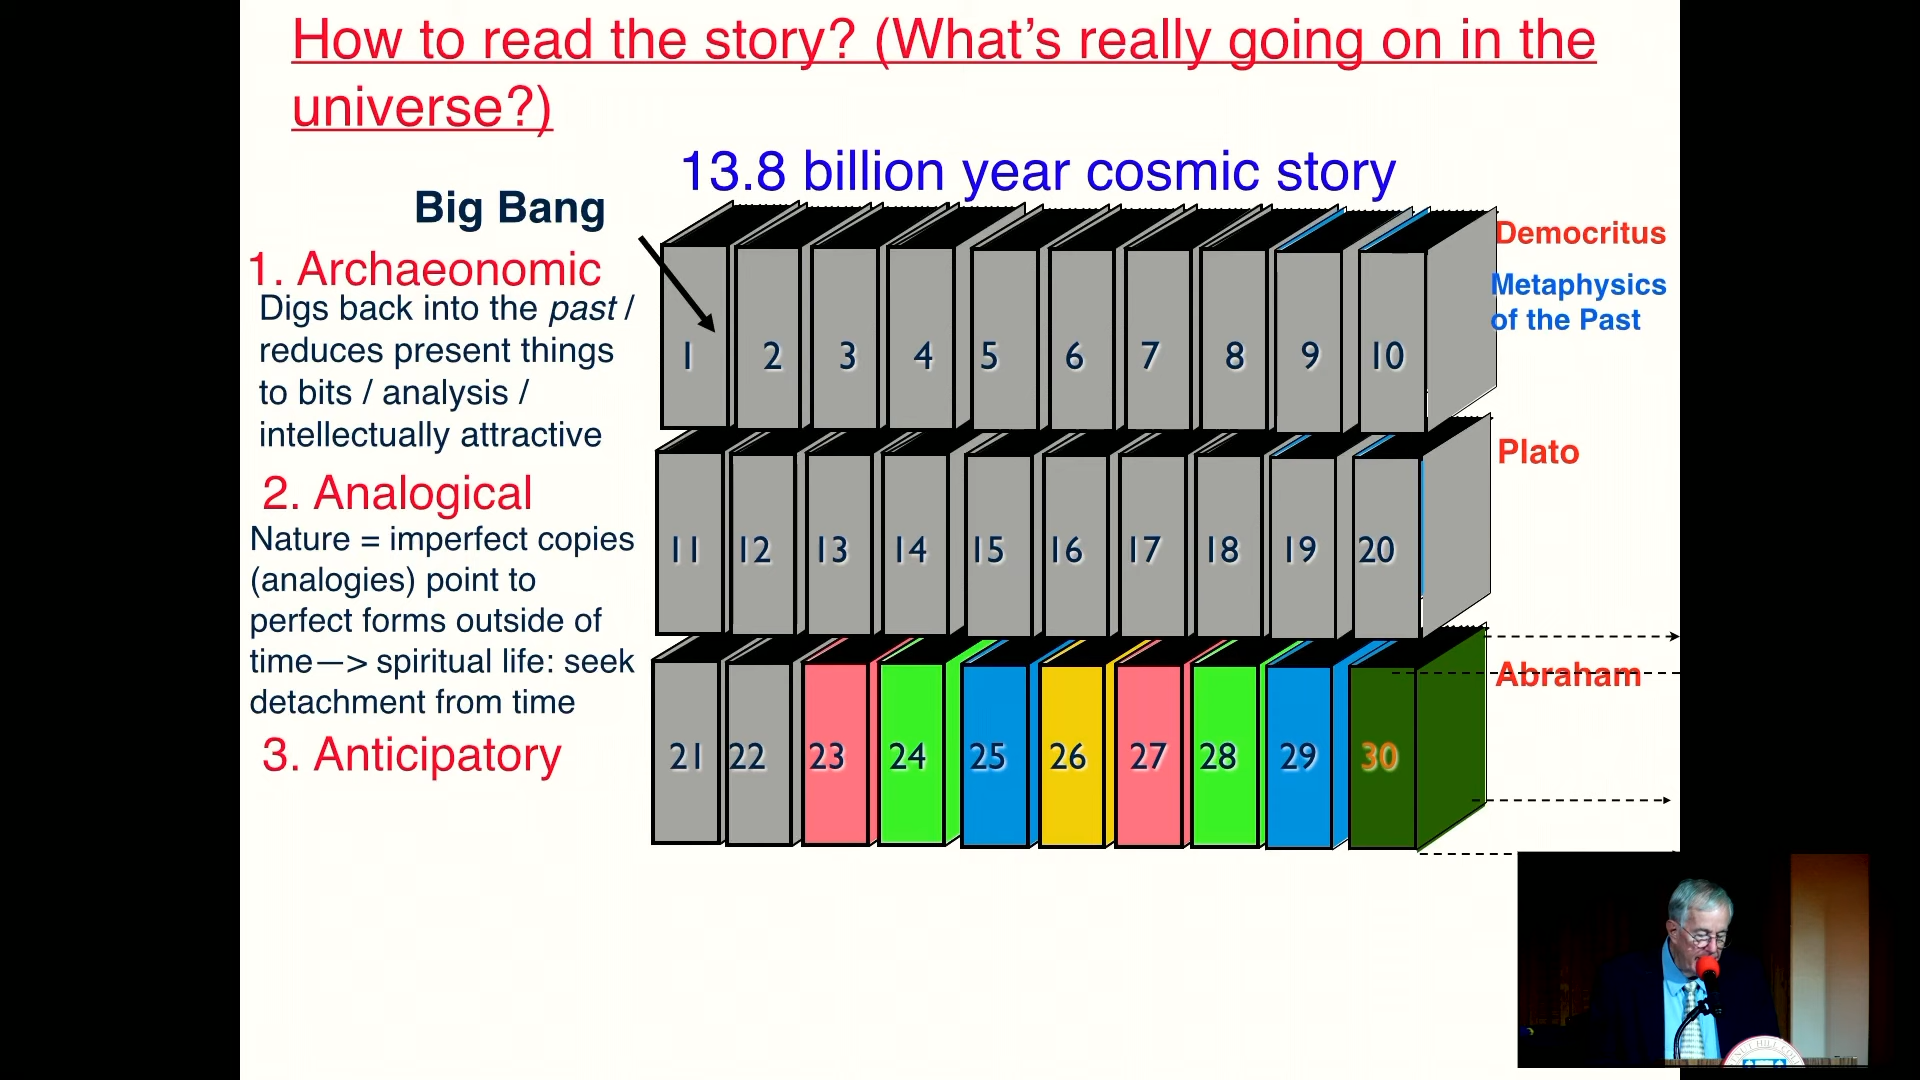 How to read the story? (What’s really going on in the
universe?)
13.8 billion year cosmic story
Big Bang
1. Archaeonomic
Digs back into the past /
reduces present things
to bits / analysis /
intellectually attractive
2. Analogical
Nature = imperfect copies
(analogies) point to
perfect forms outside of
time—> spiritual life: seek
detachment from time
3. Anticipatory
1 2 3 4 5 6 7 8 9 10
11 12 13 14 15 16 17 18 19 20
21 22 23 24 25 26 27 28 29 30
Democritus
Metaphysics
of the Past
Plato
Abraham